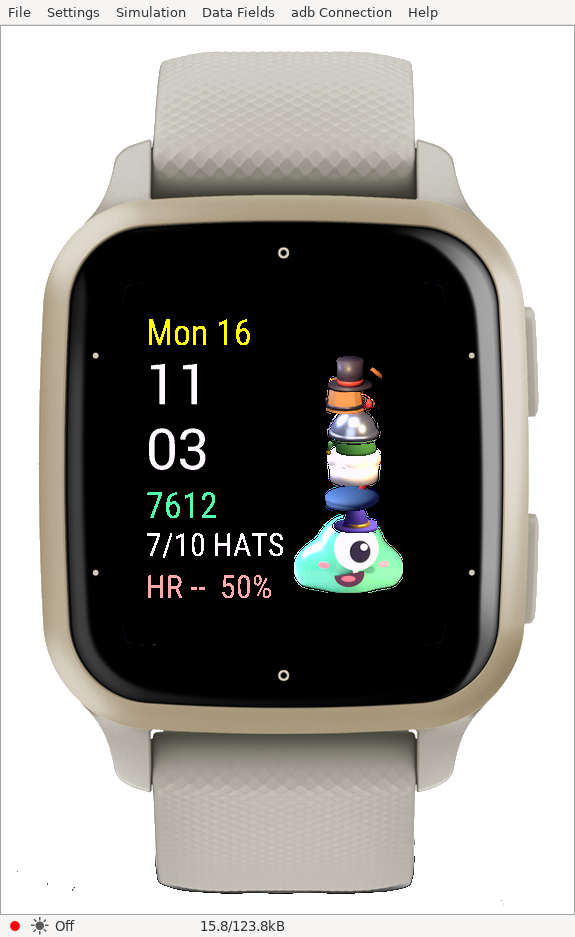 File Settings Simulation Data Fields adb Connection Help
Mon 16
11
03
7612
7/10 HATS
HR -- 50%
Off 15.8/123.8kB